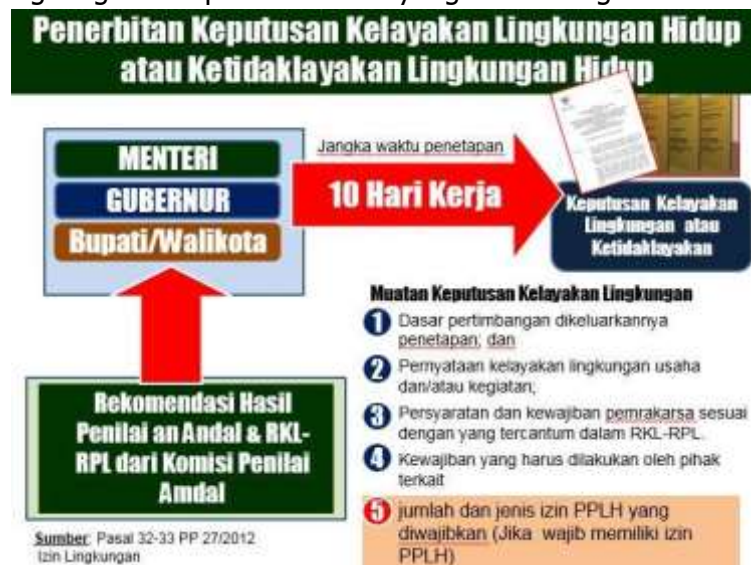 Penerbitan Keputusan Kelayakan Lingkungan Hidup
atau Ketidaklayakan Lingkungan Hidup
MENTERI
GUBERNUR
Bupati/Walikota
Jangka waktu penetapan
10 Hari Kerja
Keputusan Kelayakan
Lingkungan atau
Ketidaklayakan
Rekomendasi Hasil
Penilai an Andal & RKL-
RPL dari Komisi Penilai
Amdal
Sumber: Pasal 32-33 PP 27/2012
Izin Lingkungan
Muatan Keputusan Kelayakan Lingkungan
1 Dasar pertimbangan dikeluarkannya
penetapan; dan
2 Pernyataan kelayakan lingkungan usaha
dan/atau kegiatan;
3 Persyaratan dan kewajiban pemrakarsa sesuai
dengan yang tercantum dalam RKL-RPL.
4 Kewajiban yang harus dilakukan oleh pihak
terkait
5 jumlah dan jenis izin PPLH yang
diwajibkan (Jika wajib memiliki izin
PPLH)